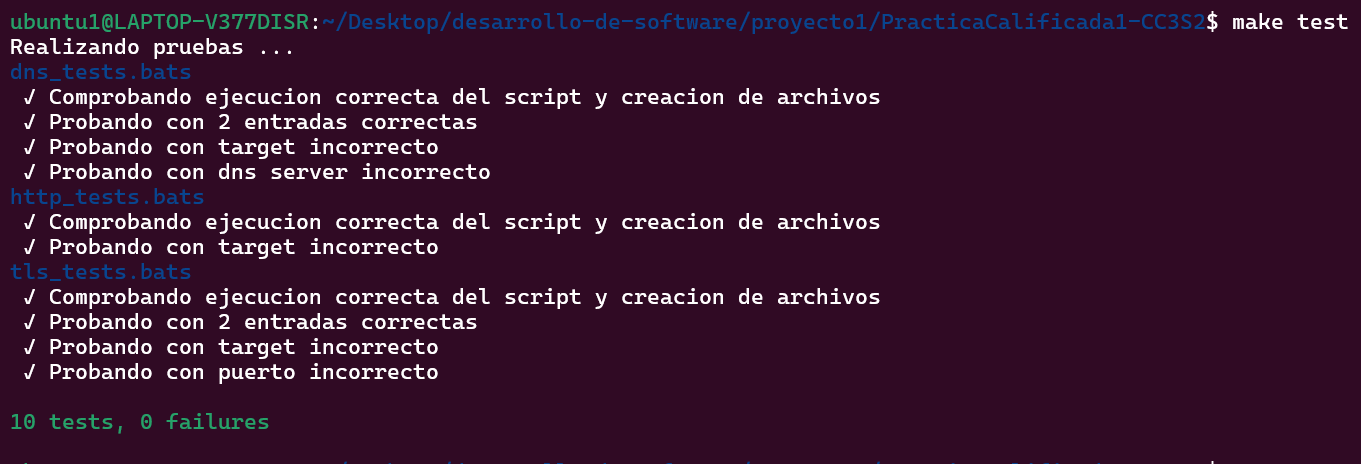 ubuntu1@LAPTOP-V377DISR:~/Desktop/desarrollo-de-software/proyecto1/PracticaCalificada1-CC3S2$ make test
Realizando pruebas ...
dns_tests.bats
✓ Comprobando ejecucion correcta del script y creacion de archivos
✓ Probando con 2 entradas correctas
✓ Probando con target incorrecto
✓ Probando con dns server incorrecto
http_tests.bats
✓ Comprobando ejecucion correcta del script y creacion de archivos
✓ Probando con target incorrecto
tls_tests.bats
✓ Comprobando ejecucion correcta del script y creacion de archivos
✓ Probando con 2 entradas correctas
✓ Probando con target incorrecto
✓ Probando con puerto incorrecto
10 tests, 0 failures